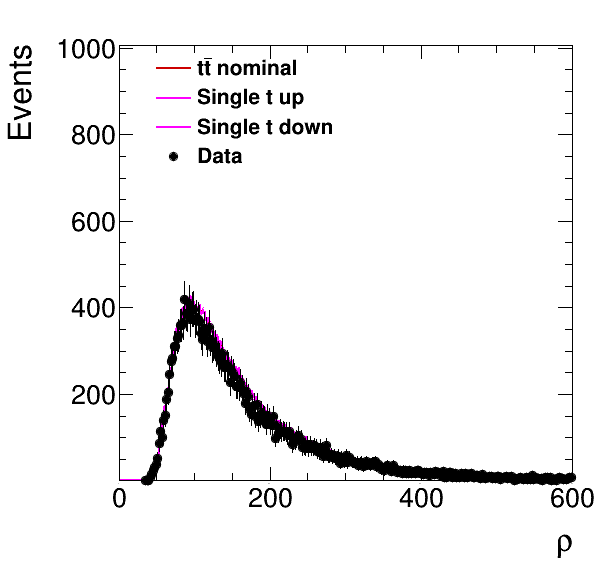 Events
1000
800
600
400
200
tt̄ nominal
Single t up
Single t down
Data
0 200 400 600
ρ